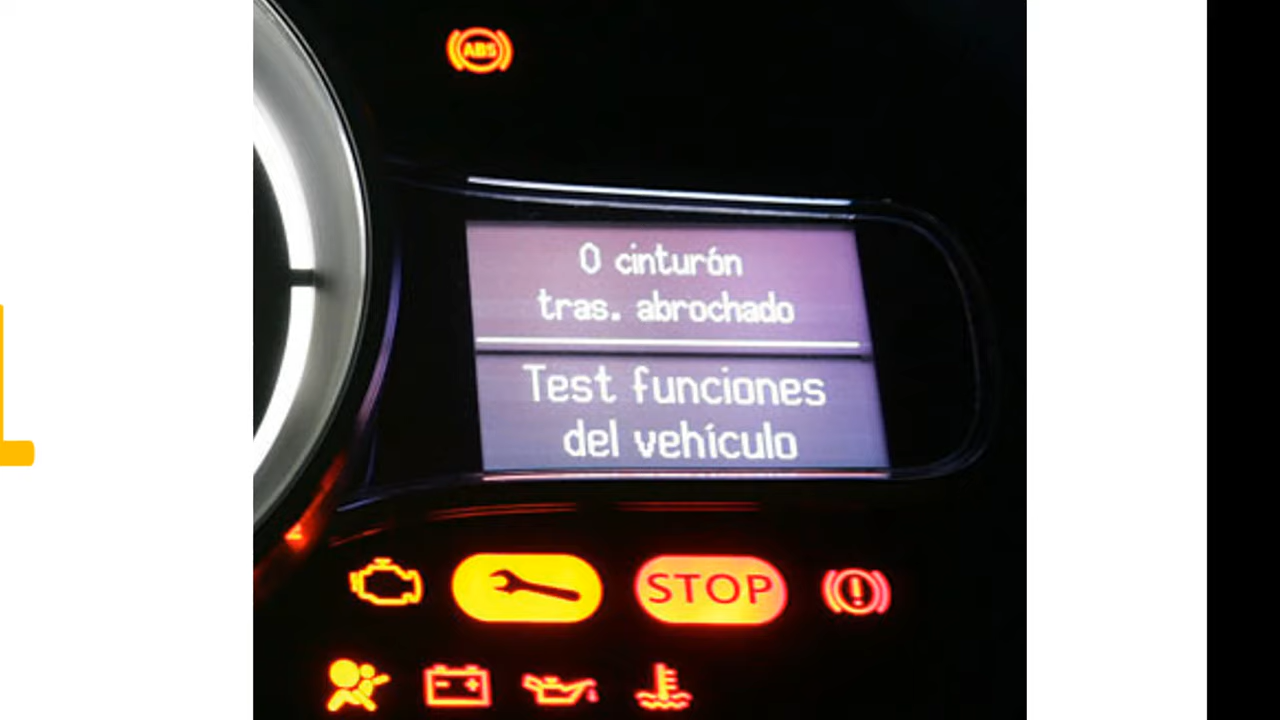 ABS
0 cinturón
tras. abrochado
Test funciones
del vehículo
STOP